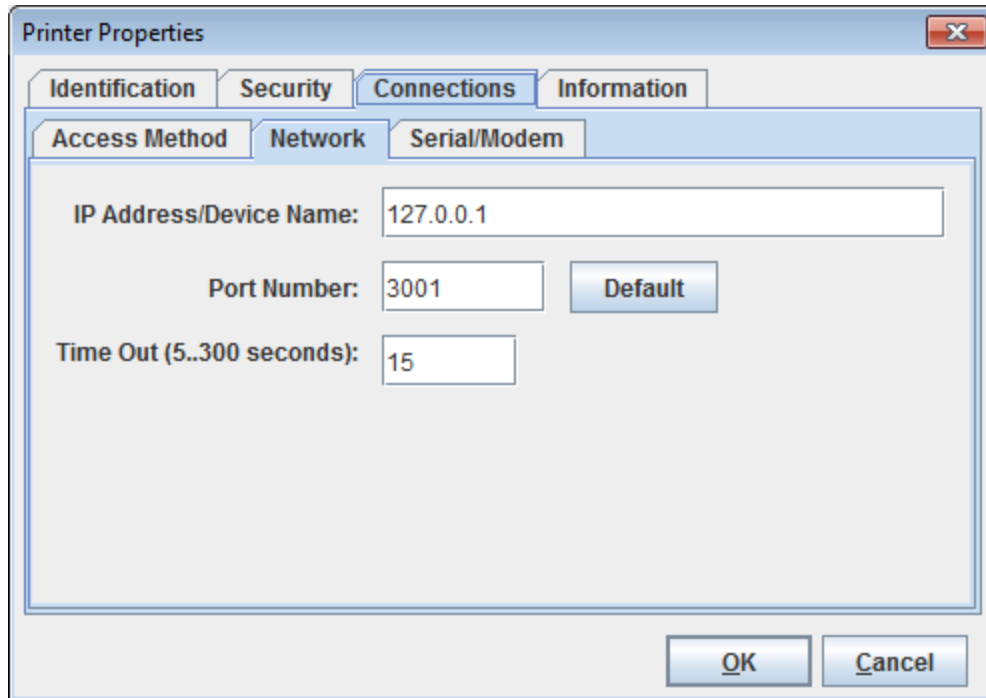 Printer Properties
Identification Security Connections Information
Access Method Network Serial/Modem
IP Address/Device Name: 127.0.0.1
Port Number: 3001 Default
Time Out (5..300 seconds): 15
OK Cancel